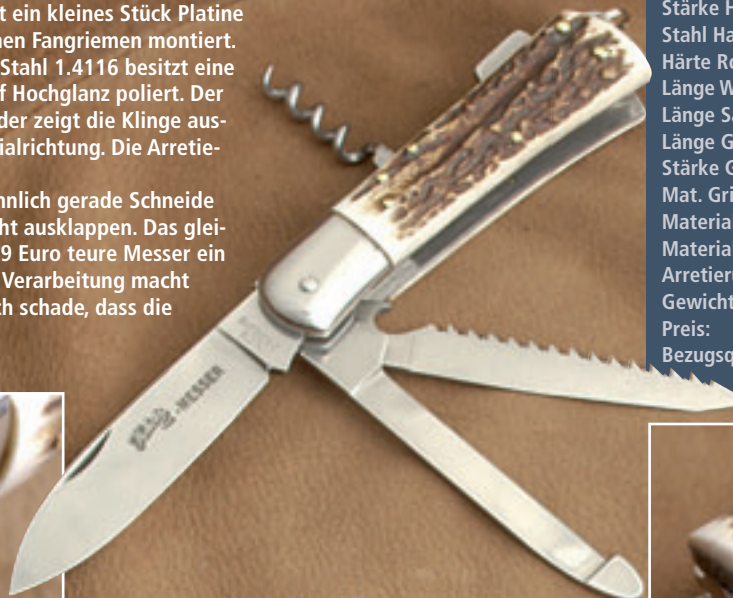 t ein kleines Stück Platine
nen Fangriemen montiert.
Stahl 1.4116 besitzt eine
f Hochglanz poliert. Der
der zeigt die Klinge aus-
ialrichtung. Die Arretie-
nnlich gerade Schneide
ht ausklappen. Das glei-
9 Euro teure Messer ein
Verarbeitung macht
ch schade, dass die
Stärke H
Stahl Ha
Härte Ro
Länge W
Länge Sä
Länge G
Stärke G
Mat. Gri
Materia
Materia
Arretieru
Gewicht
Preis:
Bezugsq
-MESSER